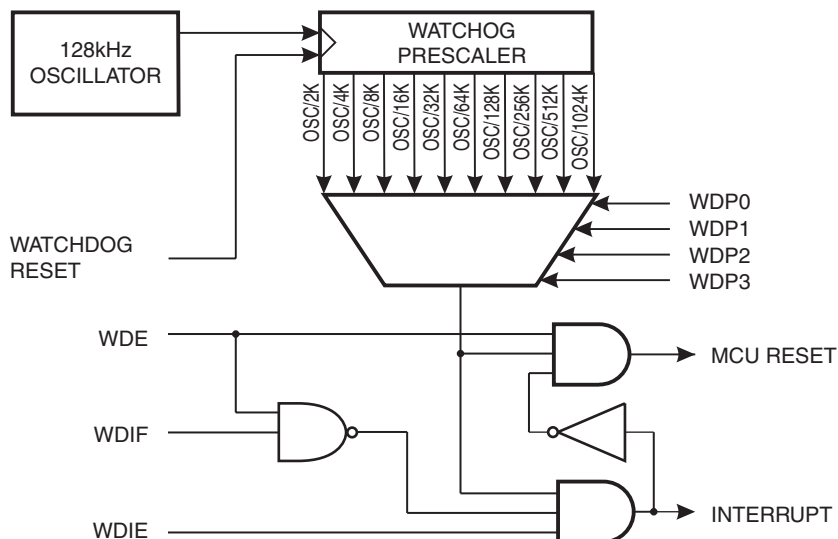 128kHz
OSCILLATOR
WATCHOG
PRESCALER
OSC/2K
OSC/4K
OSC/8K
OSC/16K
OSC/32K
OSC/64K
OSC/128K
OSC/256K
OSC/512K
OSC/1024K
WDP0
WDP1
WDP2
WDP3
WATCHDOG
RESET
WDE
MCU RESET
WDIF
INTERRUPT
WDIE